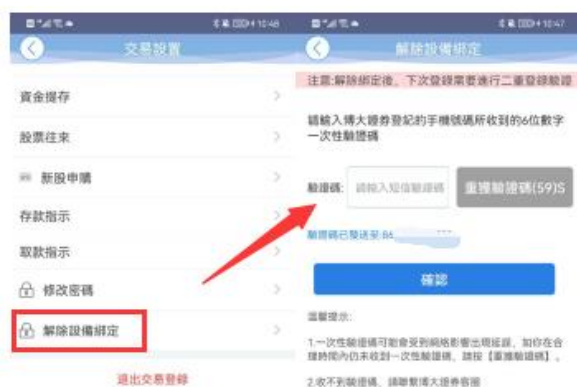 10:48
交易設置
資金提存
股票往來
新股申購
存款指示
取款指示
修改密碼
解除設備綁定
退出交易登錄
10:47
解除設備綁定
注意:解除綁定後，下次登錄需要進行二重登錄驗證
請輸入博大證券登記的手機號碼所收到的6位數字
一次性驗證碼
驗證碼: 請輸入短信驗證碼 重獲驗證碼(59)S
驗證碼已發送至:86
確認
溫馨提示:
1.一次性驗證碼可能會受到網絡影響出現延誤，如你在合
理時間內仍未收到一次性驗證碼，請按【重獲驗證碼】。
2.收不到驗證碼，請聯繫博大證券客服